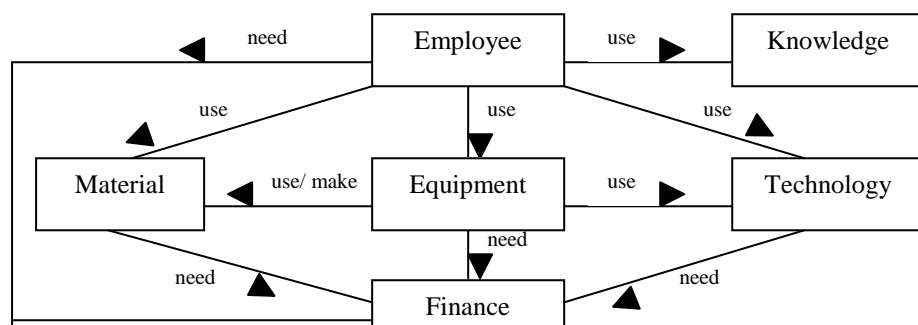 need
Employee
use
Knowledge
use
use
use
Material
use/ make
Equipment
use
Technology
need
need
need
Finance